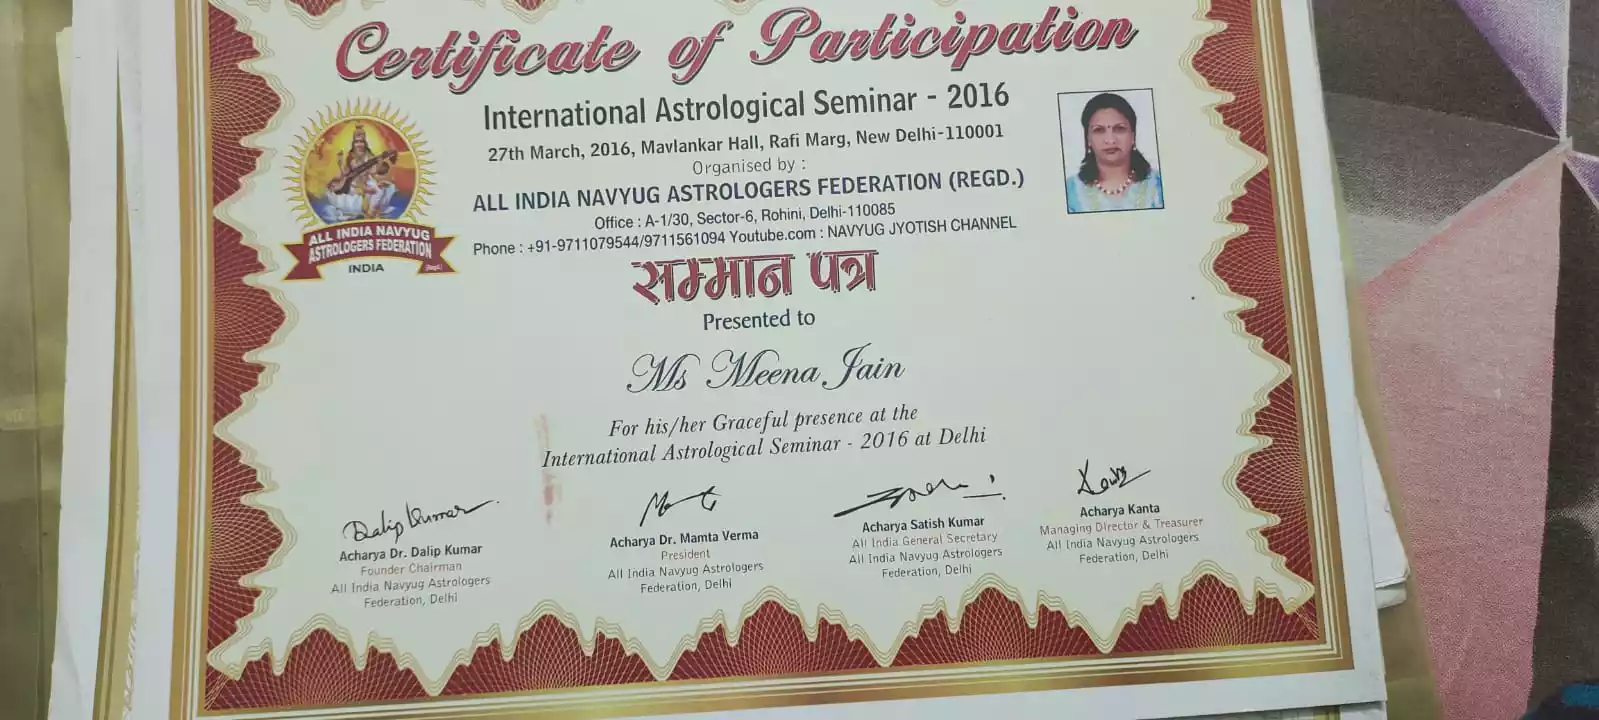 Certificate of Participation
International Astrological Seminar - 2016
27th March, 2016, Mavlankar Hall, Rafi Marg, New Delhi-110001
Organised by :
ALL INDIA NAVYUG ASTROLOGERS FEDERATION (REGD.)
Office : A-1/30, Sector-6, Rohini, Delhi-110085
Phone : +91-9711079544/9711561094 Youtube.com : NAVYUG JYOTISH CHANNEL
ALL INDIA NAVYUG
ASTROLOGERS FEDERATION
INDIA
(Regd.)
सम्मान पत्र
Presented to
Ms Meena Jain
For his/her Graceful presence at the
International Astrological Seminar - 2016 at Delhi
Dalip Kumar
Acharya Dr. Dalip Kumar
Founder Chairman
All India Navyug Astrologers
Federation, Delhi
Acharya Dr. Mamta Verma
President
All India Navyug Astrologers
Federation, Delhi
Acharya Satish Kumar
All India General Secretary
All India Navyug Astrologers
Federation, Delhi
Acharya Kanta
Managing Director & Treasurer
All India Navyug Astrologers
Federation, Delhi